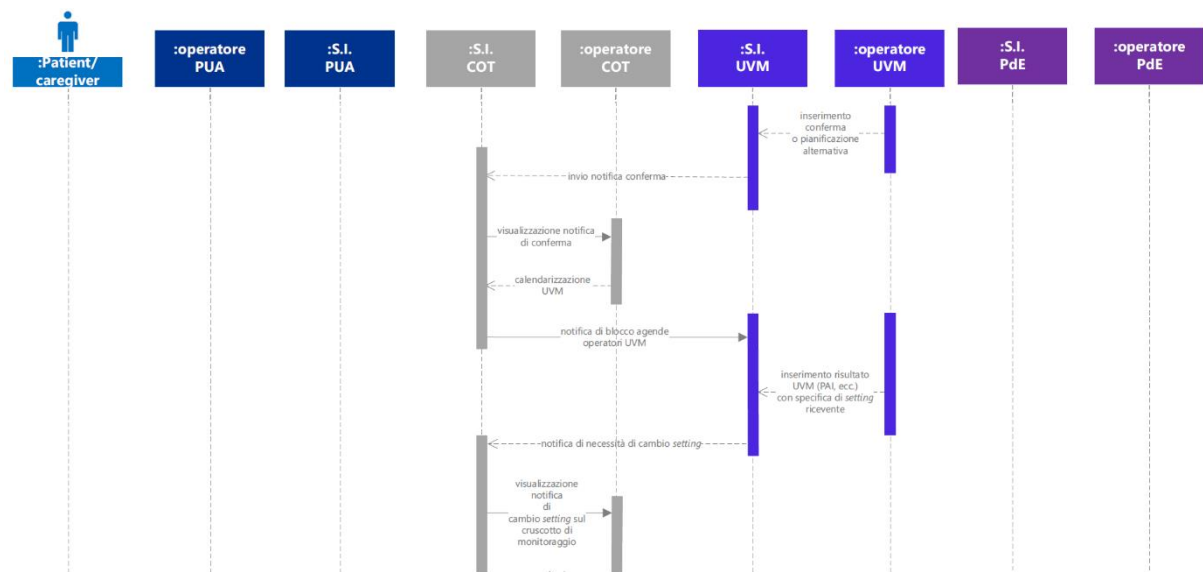 :Patient/
caregiver
:operatore
PUA
:S.I.
PUA
:S.I.
COT
:operatore
COT
:S.I.
UVM
:operatore
UVM
:S.I.
PdE
:operatore
PdE
inserimento
conferma
o pianificazione
alternativa
invio notifica conferma
visualizzazione notifica
di conferma
calendarizzazione
UVM
notifica di blocco agende
operatori UVM
inserimento risultato
UVM (PAI, ecc.)
con specifica di setting
ricevente
notifica di necessità di cambio setting
visualizzazione
notifica
di
cambio setting sul
cruscotto di
monitoraggio